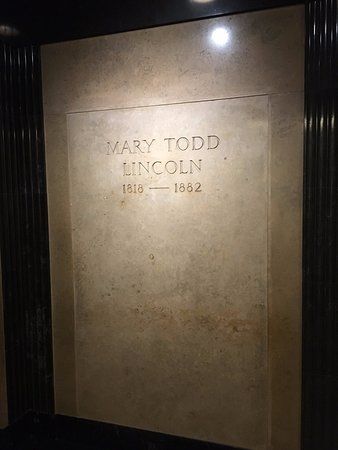 MARY TODD
LINCOLN
1818 — 1882